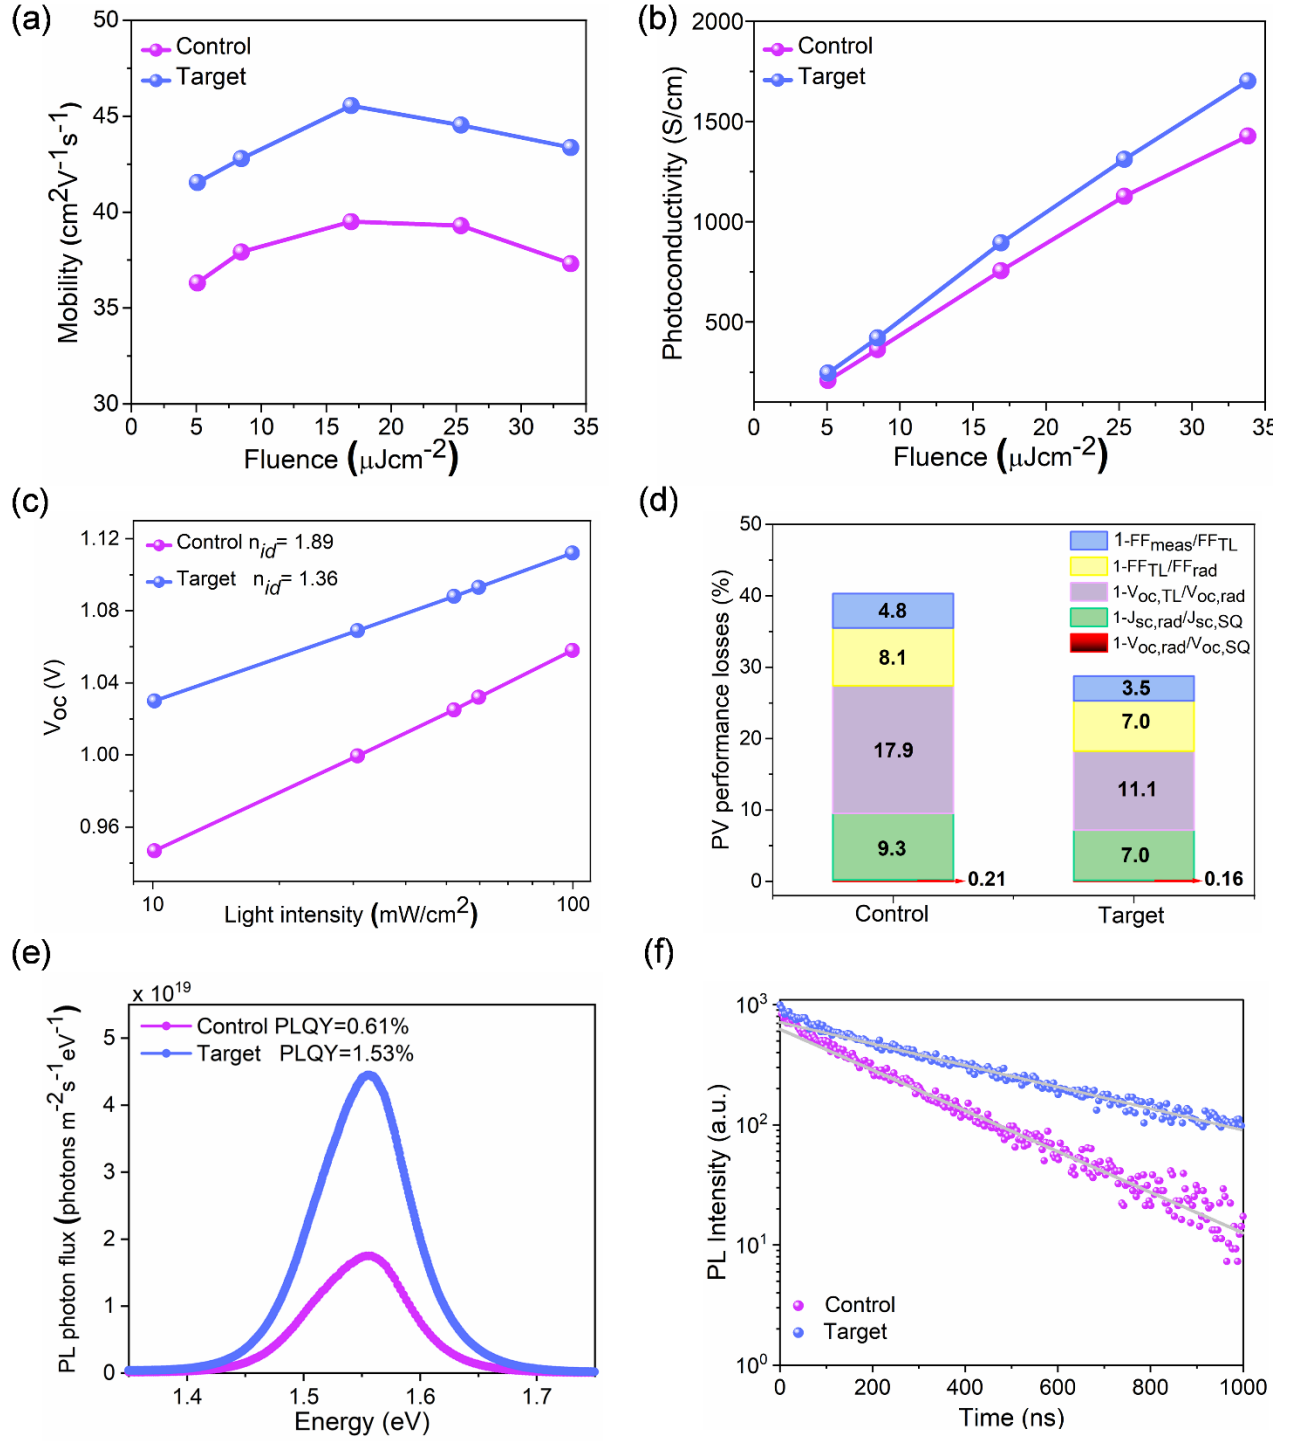 (a)
50
45
40
35
30
Mobility (cm2V-1s-1)
Control
Target
0 5 10 15 20 25 30 35
Fluence (μJcm-2)
(b)
2000
1500
1000
500
Photoconductivity (S/cm)
Control
Target
0 5 10 15 20 25 30 35
Fluence (μJcm-2)
(c)
1.12
1.08
1.04
1.00
0.96
Voc (V)
Control nid= 1.89
Target nid= 1.36
10 100
Light intensity (mW/cm2)
(d)
50
40
30
20
10
0
PV performance losses (%)
1-FFmeas/FFTL
1-FFTL/FFrad
1-Voc,TL/Voc,rad
1-Jsc,rad/Jsc,SQ
1-Voc,rad/Voc,SQ
4.8
8.1
17.9
9.3
0.21
3.5
7.0
11.1
7.0
0.16
Control Target
(e)
x 1019
5
4
3
2
1
0
PL photon flux (photons m-2s-1eV-1)
Control PLQY=0.61%
Target PLQY=1.53%
1.4 1.5 1.6 1.7
Energy (eV)
(f)
103
102
101
100
PL Intensity (a.u.)
Control
Target
0 200 400 600 800 1000
Time (ns)